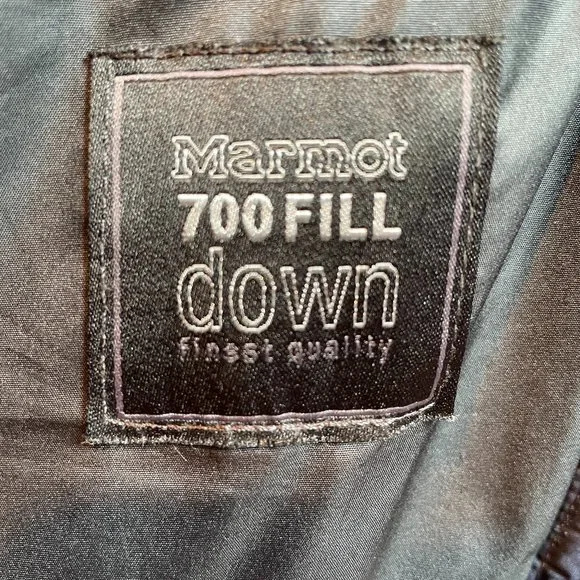 Marmot
700 FILL
down
finest quality